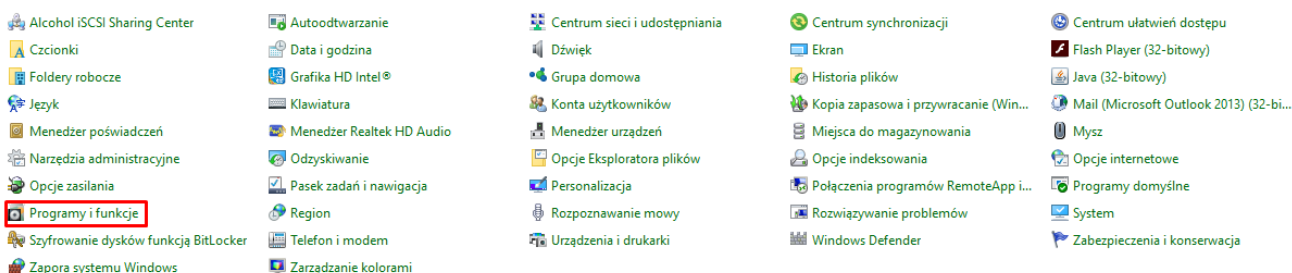 Alcohol iSCSI Sharing Center Autoodtwarzanie Centrum sieci i udostępniania Centrum synchronizacji Centrum ułatwień dostępu
Czcionki Data i godzina Dźwięk Ekran Flash Player (32-bitowy)
Foldery robocze Grafika HD Intel® Grupa domowa Historia plików Java (32-bitowy)
Język Klawiatura Konta użytkowników Kopia zapasowa i przywracanie (Win... Mail (Microsoft Outlook 2013) (32-bi...
Menedżer poświadczeń Menedżer Realtek HD Audio Menedżer urządzeń Miejsca do magazynowania Mysz
Narzędzia administracyjne Odzyskiwanie Opcje Eksploratora plików Opcje indeksowania Opcje internetowe
Opcje zasilania Pasek zadań i nawigacja Personalizacja Połączenia programów RemoteApp i... Programy domyślne
Programy i funkcje Region Rozpoznawanie mowy Rozwiązywanie problemów System
Szyfrowanie dysków funkcją BitLocker Telefon i modem Urządzenia i drukarki Windows Defender Zabezpieczenia i konserwacja
Zapora systemu Windows Zarządzanie kolorami